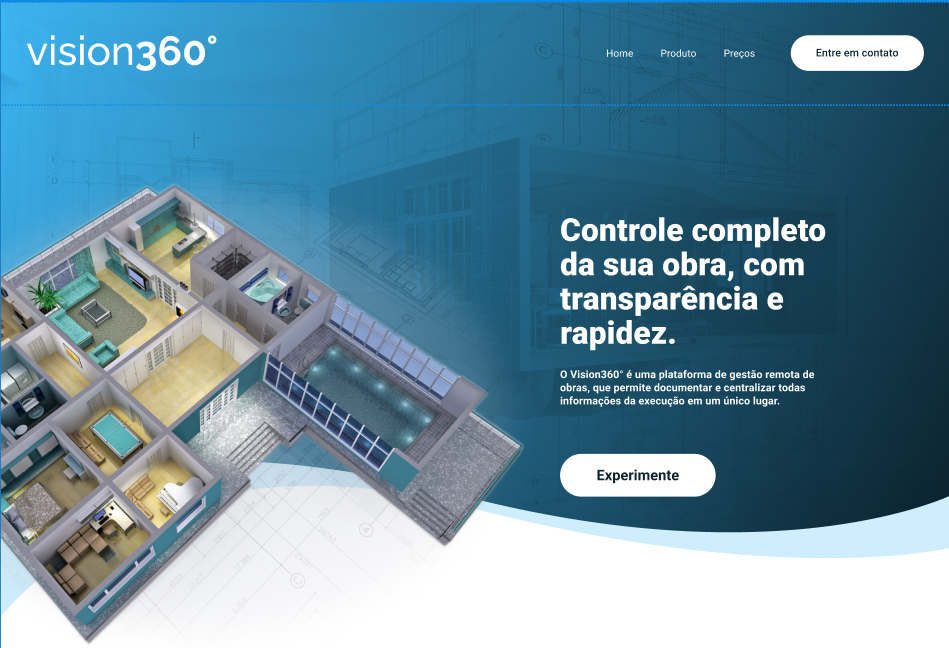 vision360°
Home
Produto
Preços
Entre em contato
Controle completo
da sua obra, com
transparência e
rapidez.
O Vision360° é uma plataforma de gestão remota de
obras, que permite documentar e centralizar todas
informações da execução em um único lugar.
Experimente